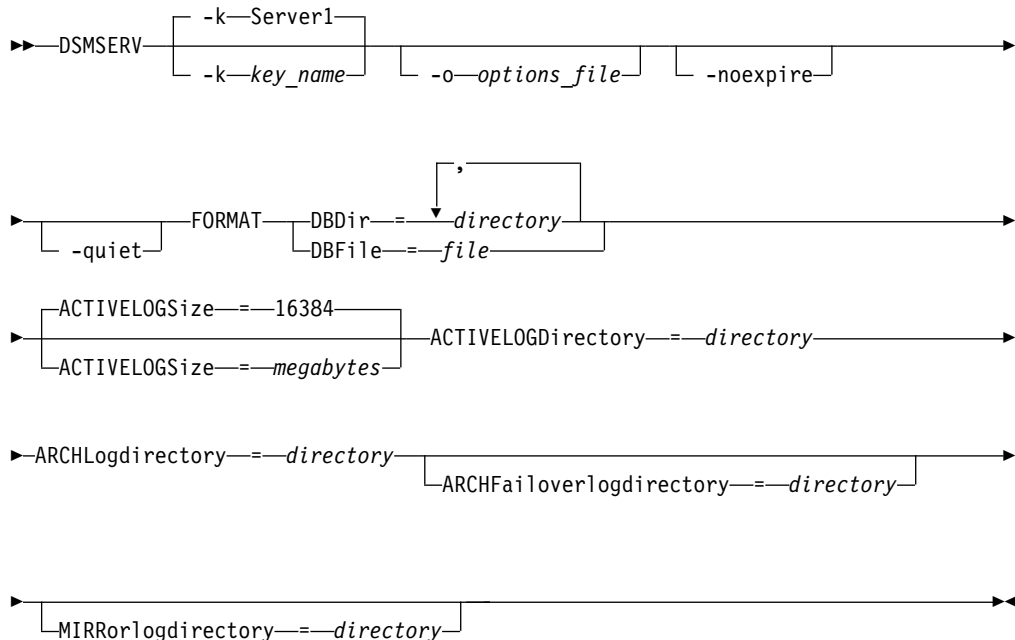 -k Server1
DSMSERV
-k key_name
-o options_file
-noexpire
,
FORMAT DBDir = directory
-quiet
DBFile = file
ACTIVELOGSize = 16384
ACTIVELOGDirectory = directory
ACTIVELOGSize = megabytes
ARCHLogdirectory = directory
ARCHFailoverlogdirectory = directory
MIRRorlogdirectory = directory